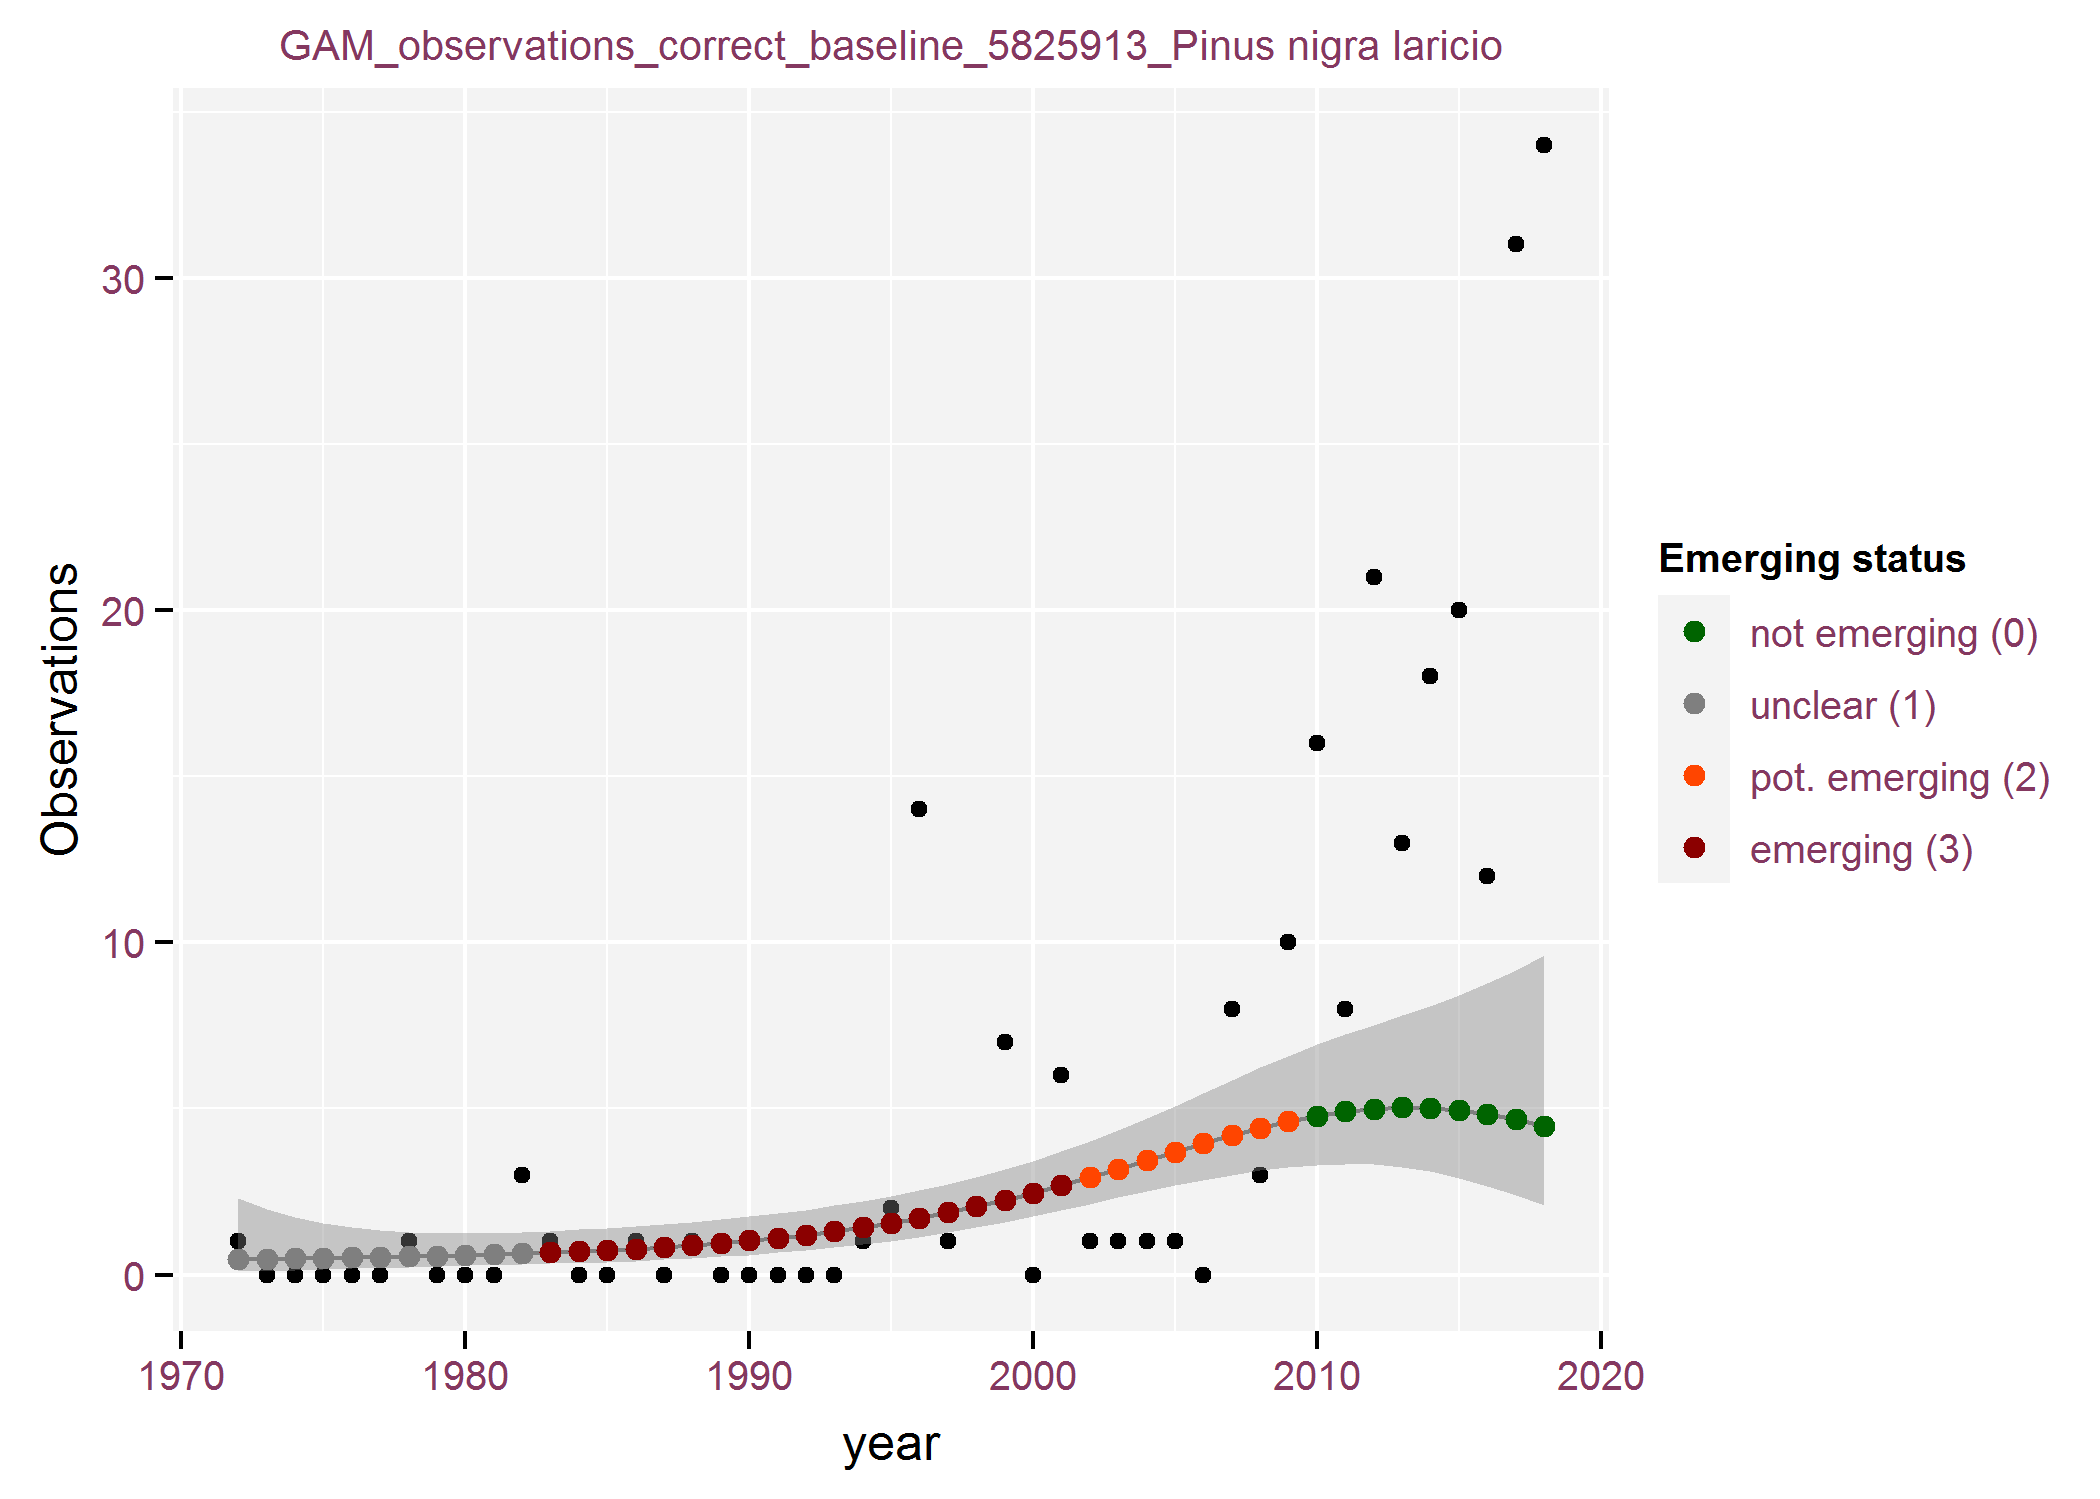 GAM_observations_correct_baseline_5825913_Pinus nigra laricio
Observations
30
20
10
0
1970 1980 1990 2000 2010 2020
year
Emerging status
not emerging (0)
unclear (1)
pot. emerging (2)
emerging (3)